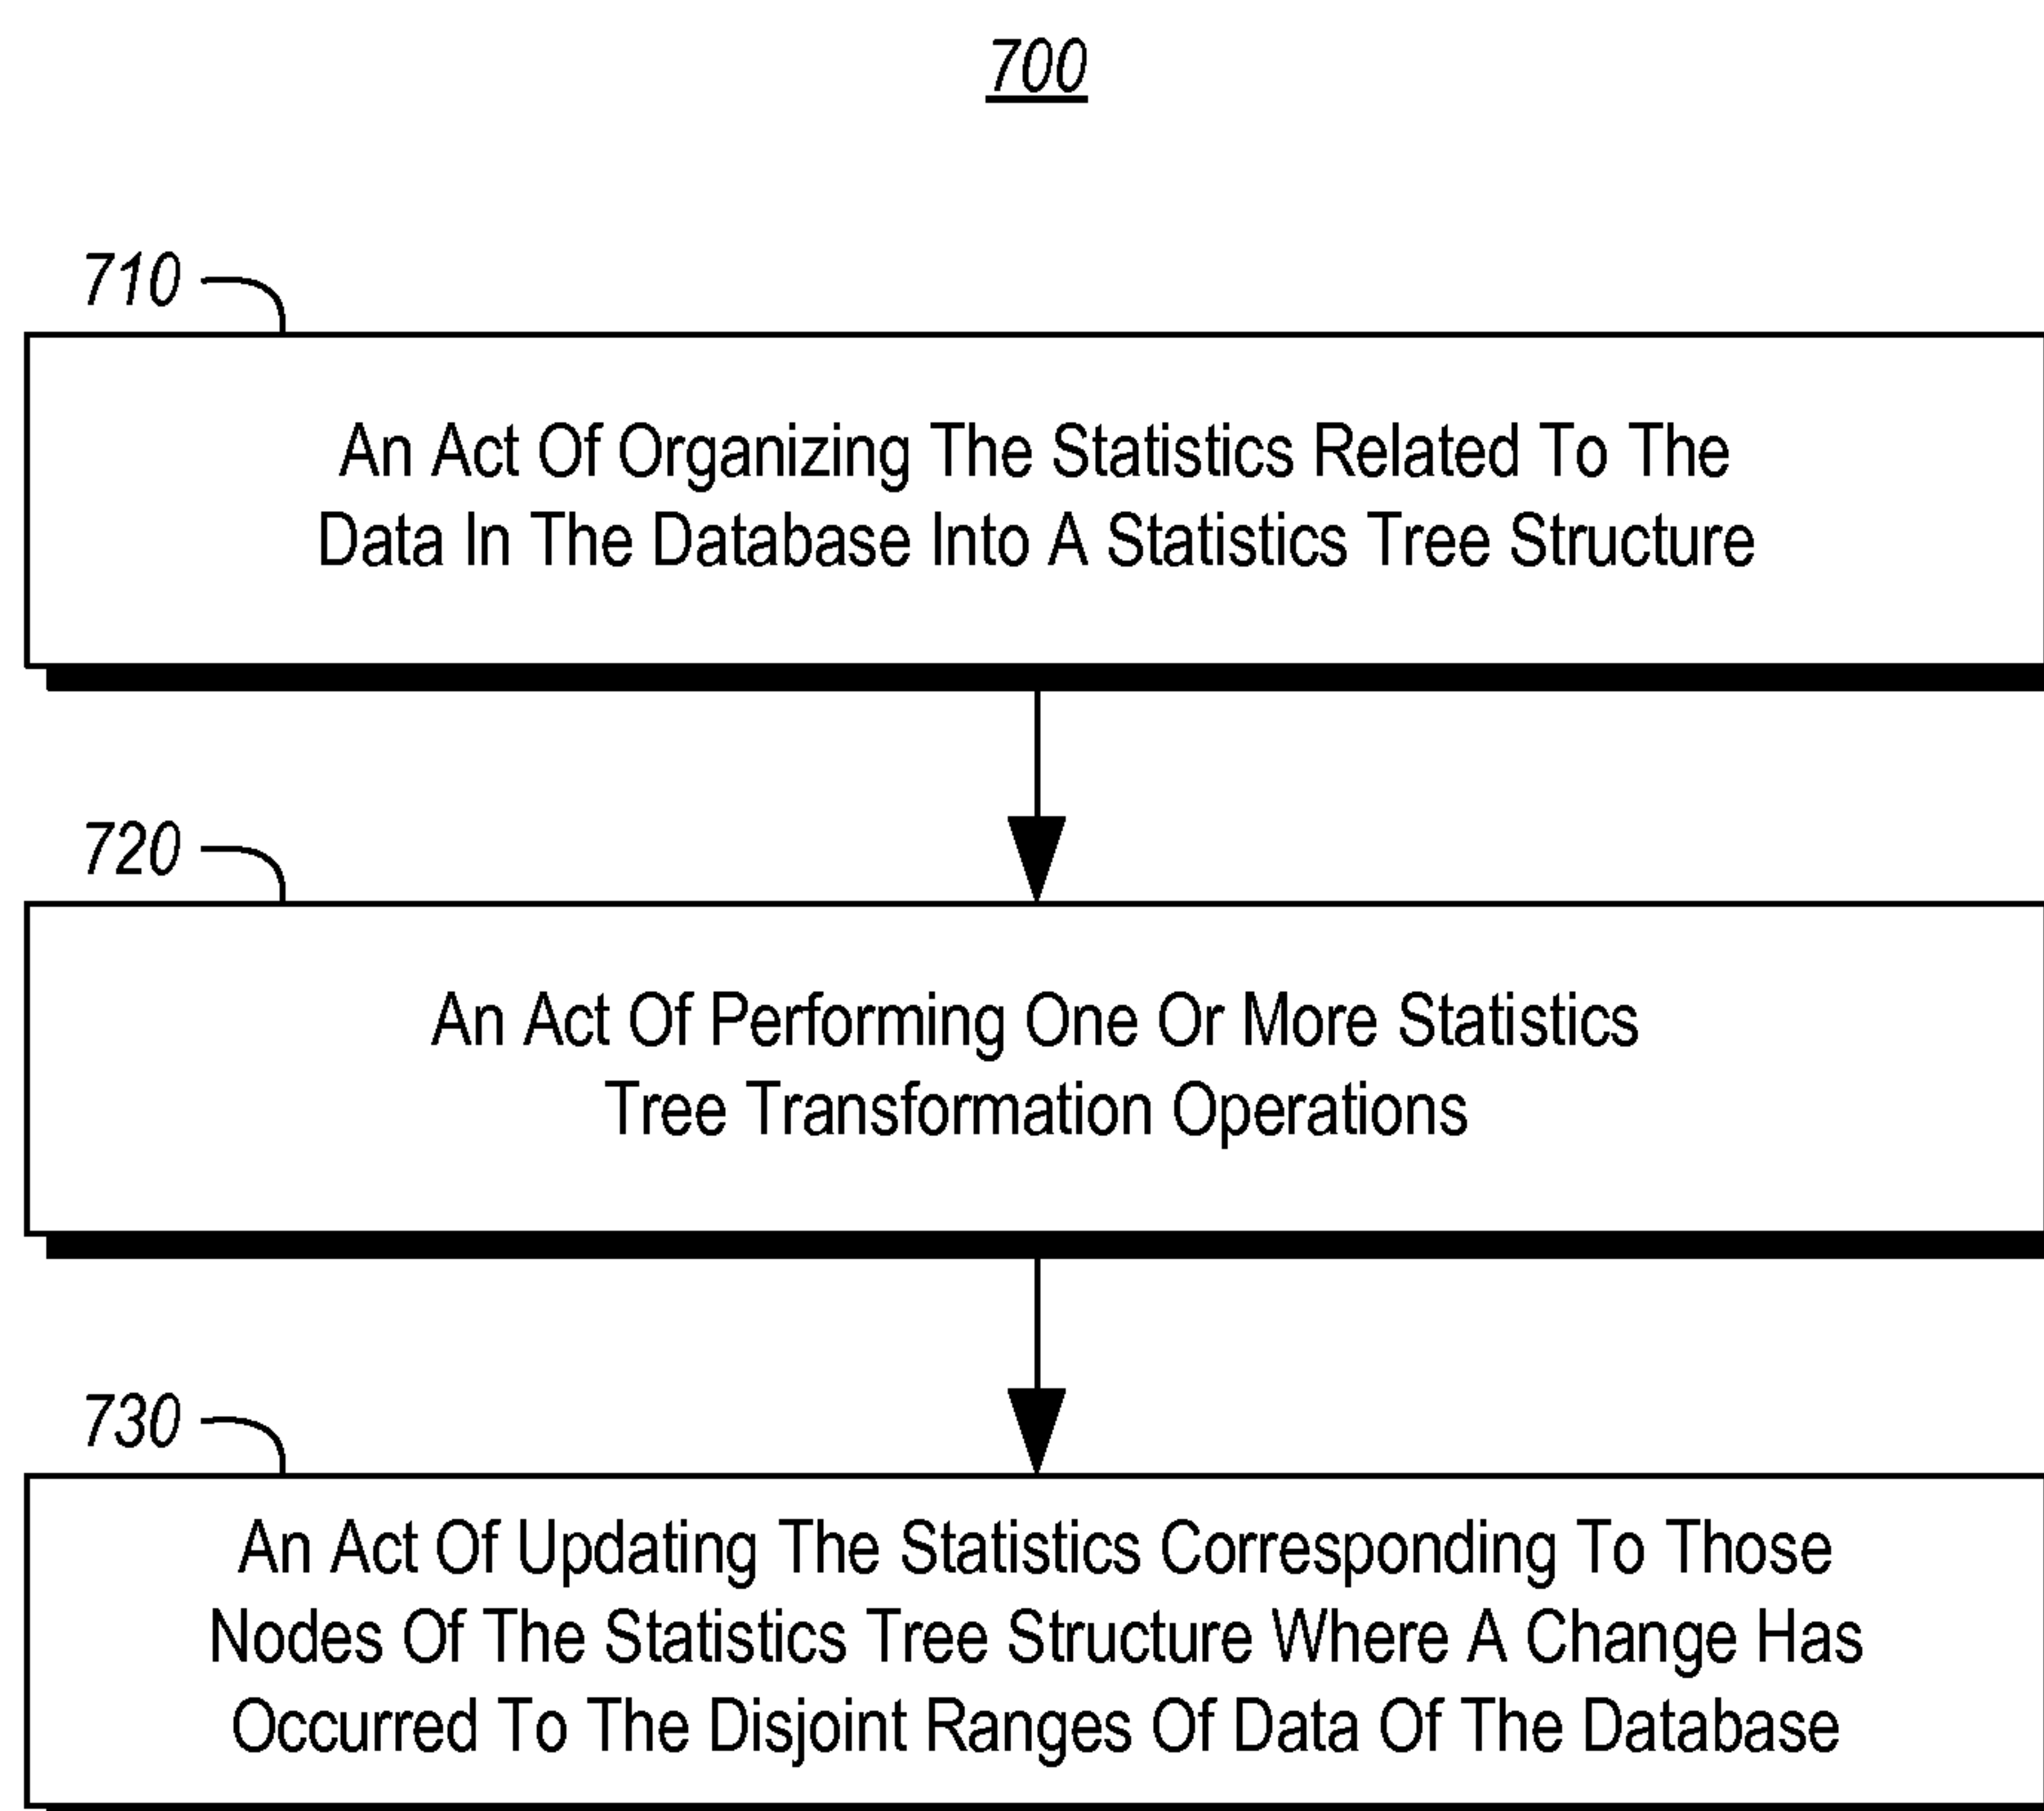 700
710
An Act Of Organizing The Statistics Related To The
Data In The Database Into A Statistics Tree Structure
720
An Act Of Performing One Or More Statistics
Tree Transformation Operations
730
An Act Of Updating The Statistics Corresponding To Those
Nodes Of The Statistics Tree Structure Where A Change Has
Occurred To The Disjoint Ranges Of Data Of The Database